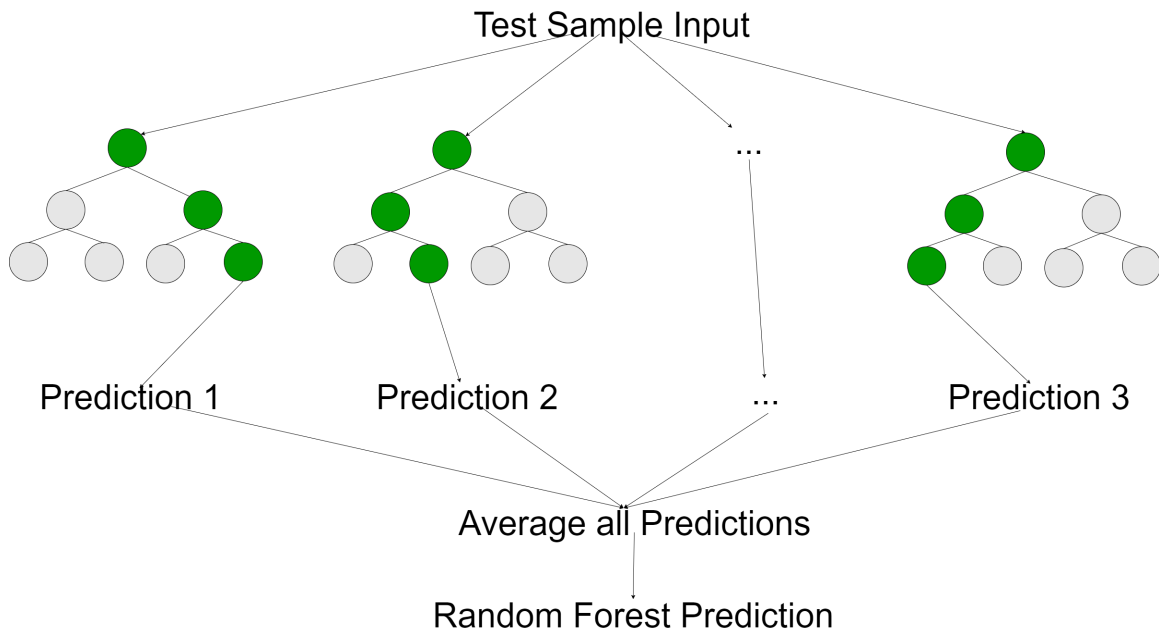 Test Sample Input
...
Prediction 1
Prediction 2
...
Prediction 3
Average all Predictions
Random Forest Prediction